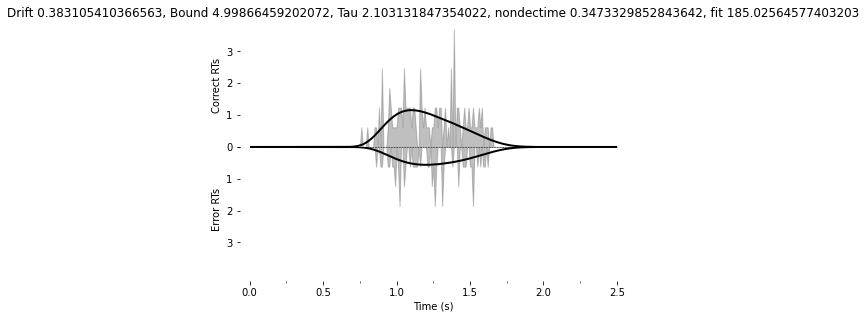 Drift 0.383105410366563, Bound 4.99866459202072, Tau 2.103131847354022, nondectime 0.3473329852843642, fit 185.02564577403203
Correct RTs
3
2
1
0
Error RTs
1
2
3
0.0 0.5 1.0 1.5 2.0 2.5
Time (s)